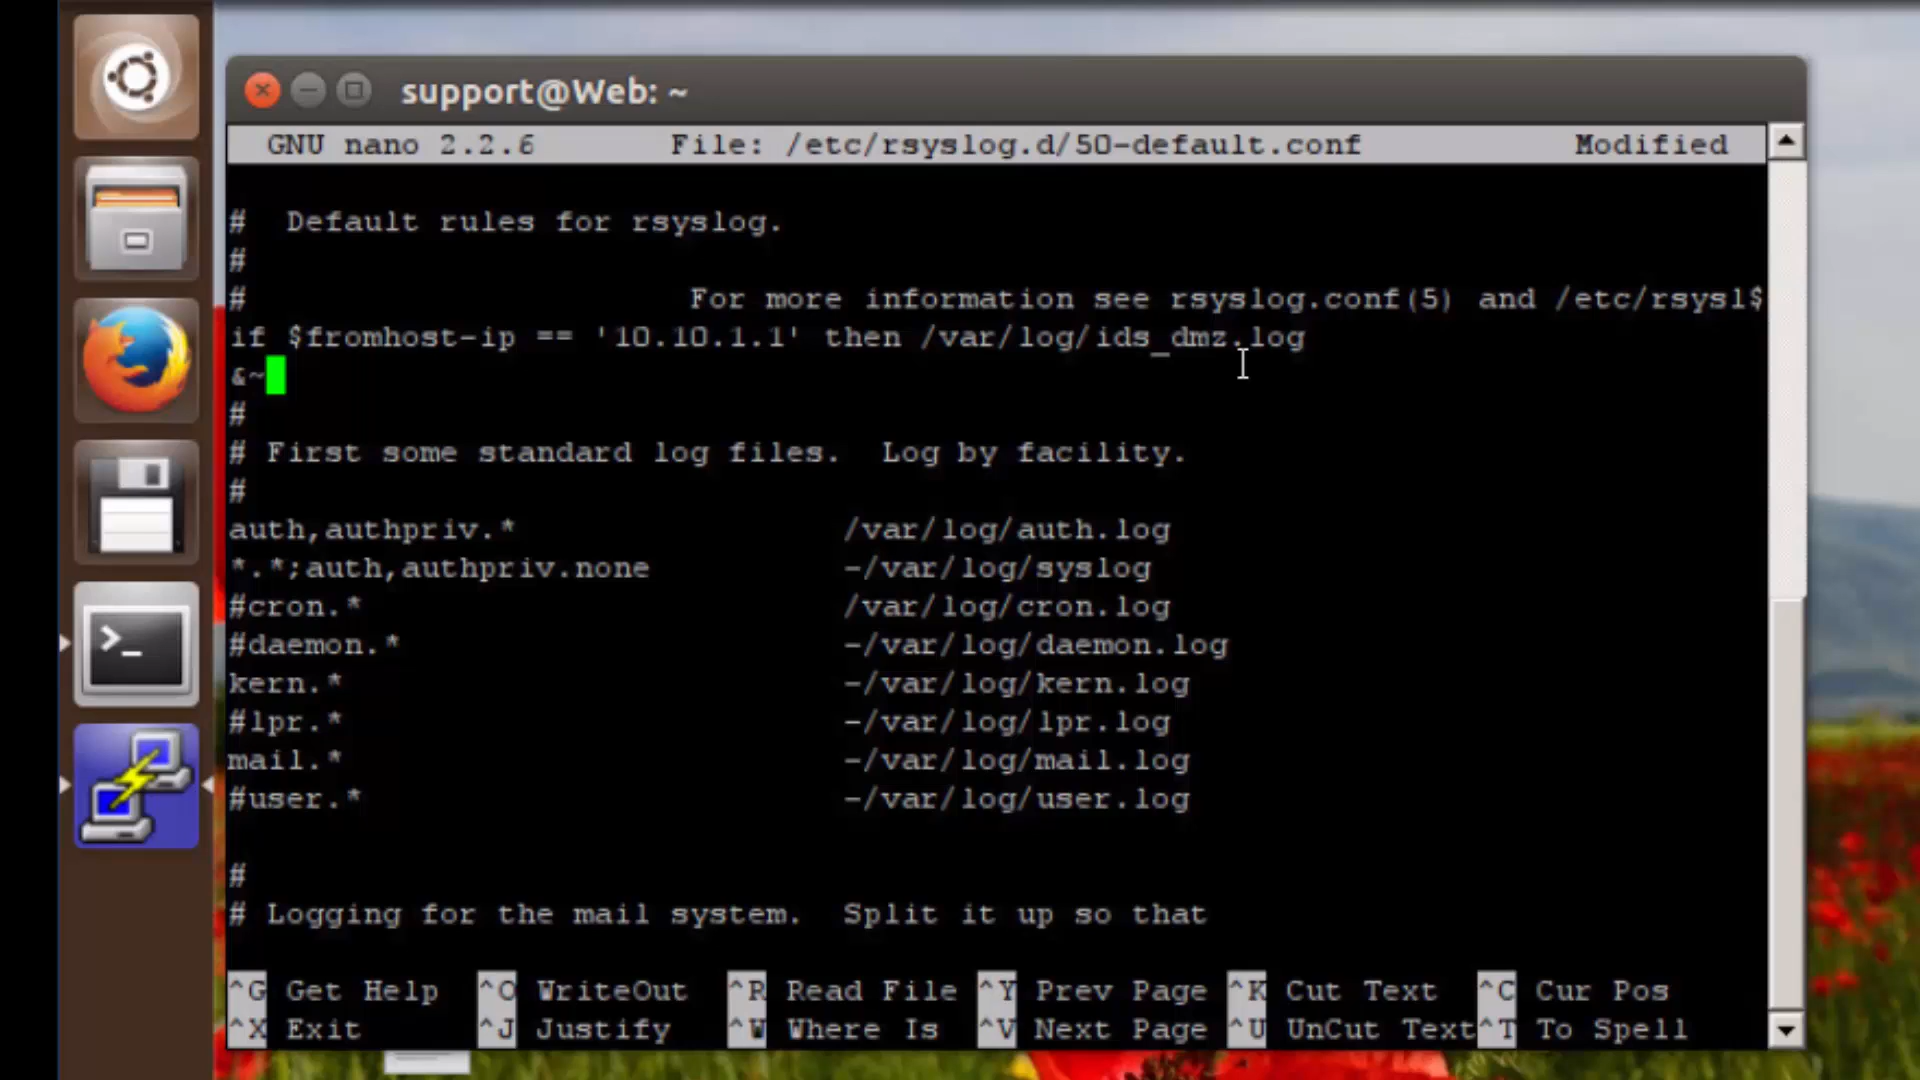 support@Web: ~
GNU nano 2.2.6 File: /etc/rsyslog.d/50-default.conf Modified
# Default rules for rsyslog.
#
# For more information see rsyslog.conf(5) and /etc/rsysl$
if $fromhost-ip == '10.10.1.1' then /var/log/ids_dmz.log
&~
#
# First some standard log files. Log by facility.
#
auth,authpriv.* /var/log/auth.log
*.*;auth,authpriv.none -/var/log/syslog
#cron.* /var/log/cron.log
#daemon.* -/var/log/daemon.log
kern.* -/var/log/kern.log
#lpr.* -/var/log/lpr.log
mail.* -/var/log/mail.log
#user.* -/var/log/user.log
#
# Logging for the mail system. Split it up so that
^G Get Help ^O WriteOut ^R Read File ^Y Prev Page ^K Cut Text ^C Cur Pos
^X Exit ^J Justify ^W Where Is ^V Next Page ^U UnCut Text ^T To Spell